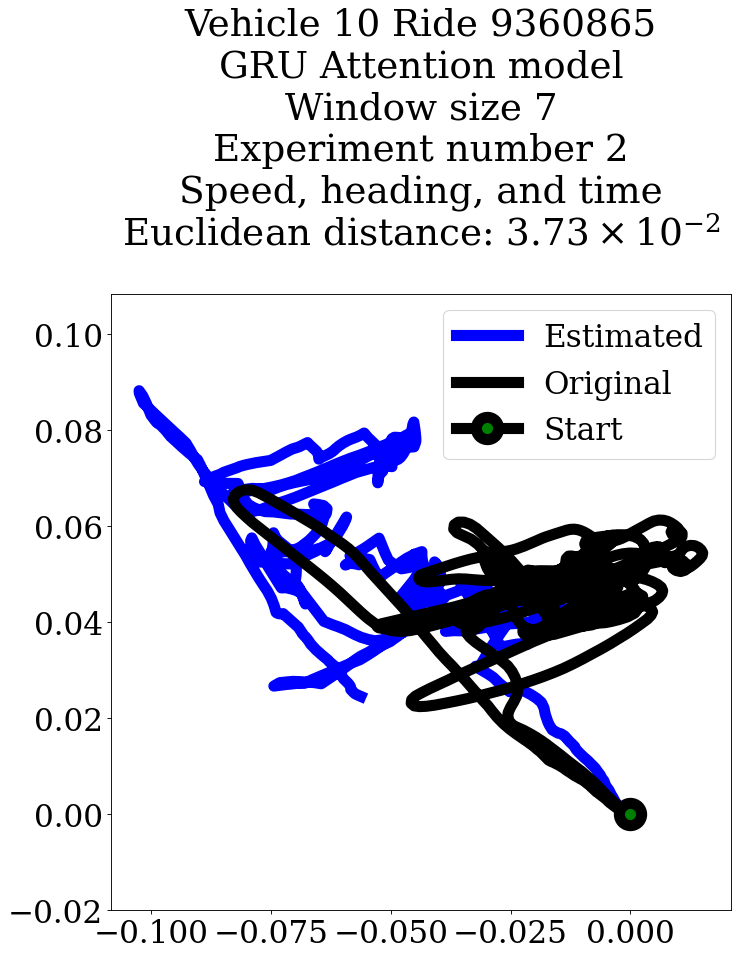 Vehicle 10 Ride 9360865
GRU Attention model
Window size 7
Experiment number 2
Speed, heading, and time
Euclidean distance: 3.73 × 10⁻²
Estimated
Original
Start
0.10
0.08
0.06
0.04
0.02
0.00
−0.02
−0.100 −0.075 −0.050 −0.025 0.000